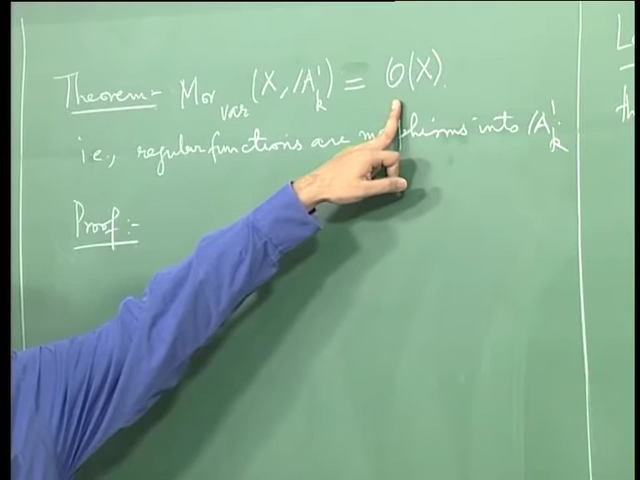 Theorem:- Mor_var (X, /A¹_k) = O(X).
i.e., regular functions are morphisms into /A¹_k.
Proof:-